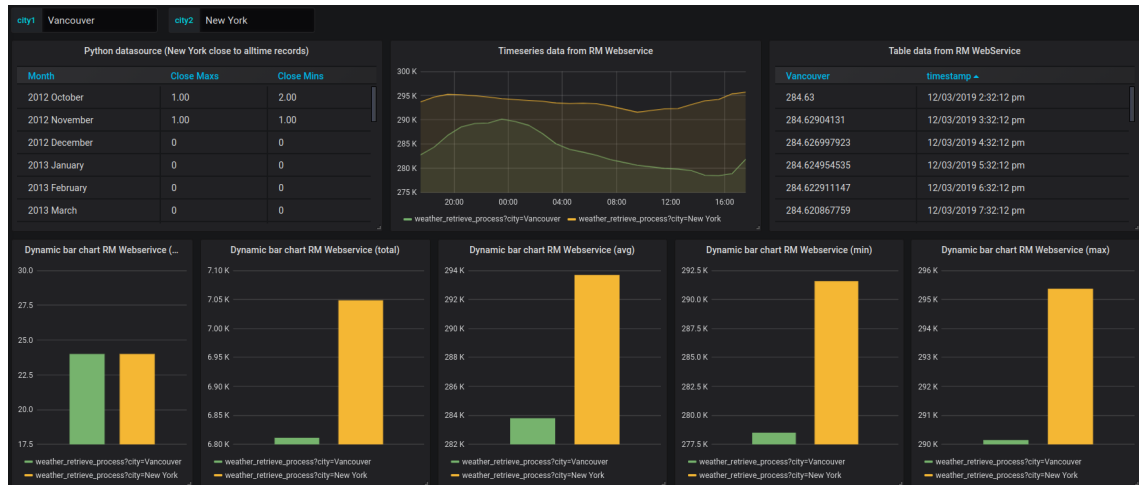 city1 Vancouver city2 New York
Python datasource (New York close to alltime records)
Month Close Maxs Close Mins
2012 October 1.00 2.00
2012 November 1.00 1.00
2012 December 0 0
2013 January 0 0
2013 February 0 0
2013 March 0 0
Timeseries data from RM Webservice
300 K
295 K
290 K
285 K
280 K
275 K
20:00 00:00 04:00 08:00 12:00 16:00
weather_retrieve_process?city=Vancouver weather_retrieve_process?city=New York
Table data from RM WebService
Vancouver timestamp
284.63 12/03/2019 2:32:12 pm
284.62904131 12/03/2019 3:32:12 pm
284.626997923 12/03/2019 4:32:12 pm
284.624954535 12/03/2019 5:32:12 pm
284.622911147 12/03/2019 6:32:12 pm
284.620867759 12/03/2019 7:32:12 pm
Dynamic bar chart RM Webserivce (...
30.0
27.5
25.0
22.5
20.0
17.5
weather_retrieve_process?city=Vancouver
weather_retrieve_process?city=New York
Dynamic bar chart RM Webservice (total)
7.10 K
7.05 K
7.00 K
6.95 K
6.90 K
6.85 K
6.80 K
weather_retrieve_process?city=Vancouver
weather_retrieve_process?city=New York
Dynamic bar chart RM Webservice (avg)
294 K
292 K
290 K
288 K
286 K
284 K
282 K
weather_retrieve_process?city=Vancouver
weather_retrieve_process?city=New York
Dynamic bar chart RM Webservice (min)
292.5 K
290.0 K
287.5 K
285.0 K
282.5 K
280.0 K
277.5 K
weather_retrieve_process?city=Vancouver
weather_retrieve_process?city=New York
Dynamic bar chart RM Webservice (max)
296 K
295 K
294 K
293 K
292 K
291 K
290 K
weather_retrieve_process?city=Vancouver
weather_retrieve_process?city=New York